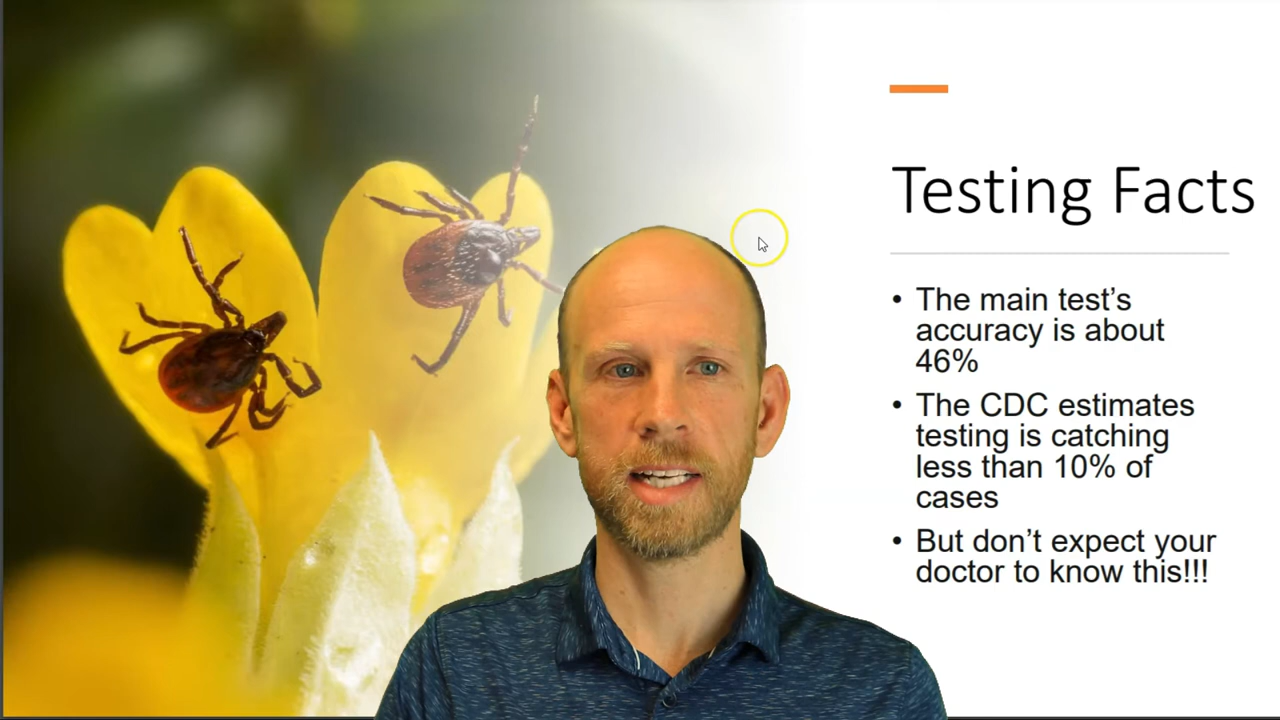 Testing Facts
• The main test's
accuracy is about
46%
• The CDC estimates
testing is catching
less than 10% of
cases
• But don't expect your
doctor to know this!!!